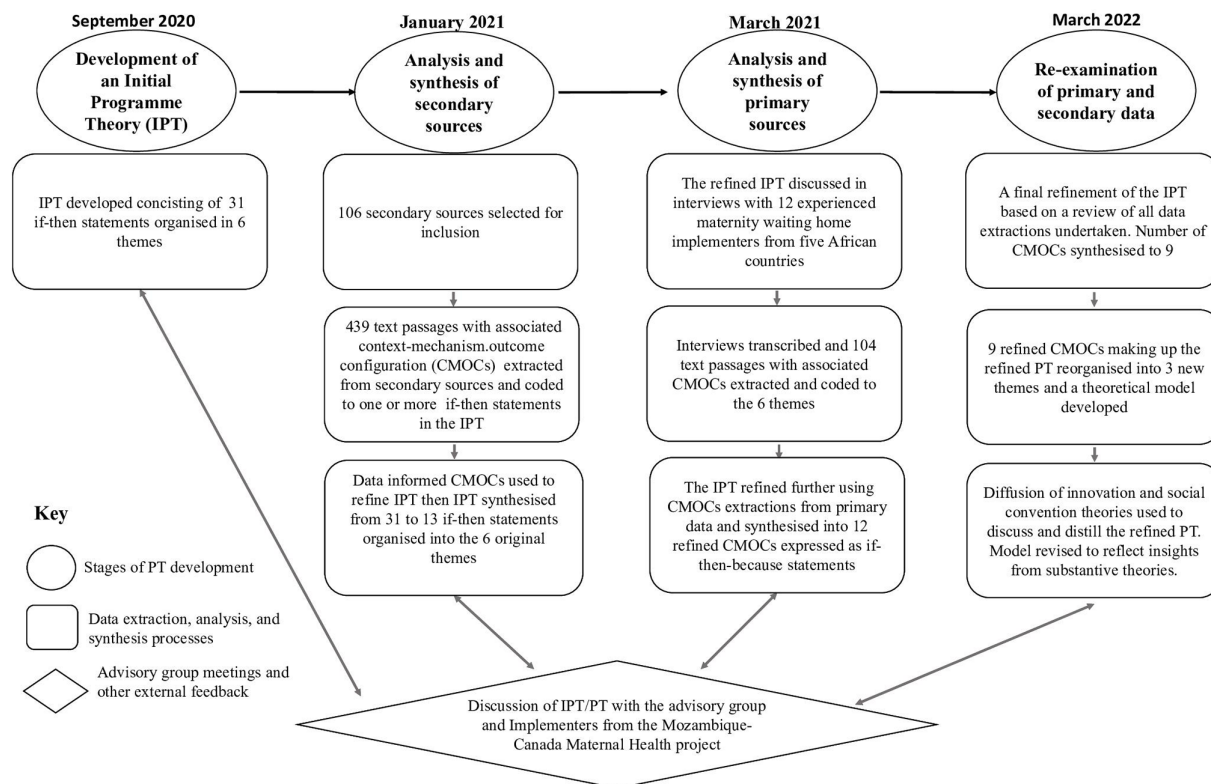 September 2020
January 2021
March 2021
March 2022
Development of
an Initial
Programme
Theory (IPT)
Analysis and
synthesis of
secondary
sources
Analysis and
synthesis of
primary
sources
Re-examination
of primary and
secondary data
IPT developed concisting of 31
if-then statements organised in 6
themes
106 secondary sources selected for
inclusion
The refined IPT discussed in
interviews with 12 experienced
maternity waiting home
implementers from five African
countries
A final refinement of the IPT
based on a review of all data
extractions undertaken. Number of
CMOCs synthesised to 9
439 text passages with associated
context-mechanism.outcome
configuration (CMOCs) extracted
from secondary sources and coded
to one or more if-then statements
in the IPT
Interviews transcribed and 104
text passages with associated
CMOCs extracted and coded to
the 6 themes
9 refined CMOCs making up the
refined PT reorganised into 3 new
themes and a theoretical model
developed
Data informed CMOCs used to
refine IPT then IPT synthesised
from 31 to 13 if-then statements
organised into the 6 original
themes
The IPT refined further using
CMOCs extractions from primary
data and synthesised into 12
refined CMOCs expressed as if-
then-because statements
Diffusion of innovation and social
convention theories used to
discuss and distill the refined PT.
Model revised to reflect insights
from substantive theories.
Key
Stages of PT development
Data extraction, analysis, and
synthesis processes
Advisory group meetings and
other external feedback
Discussion of IPT/PT with the advisory group
and Implementers from the Mozambique-
Canada Maternal Health project